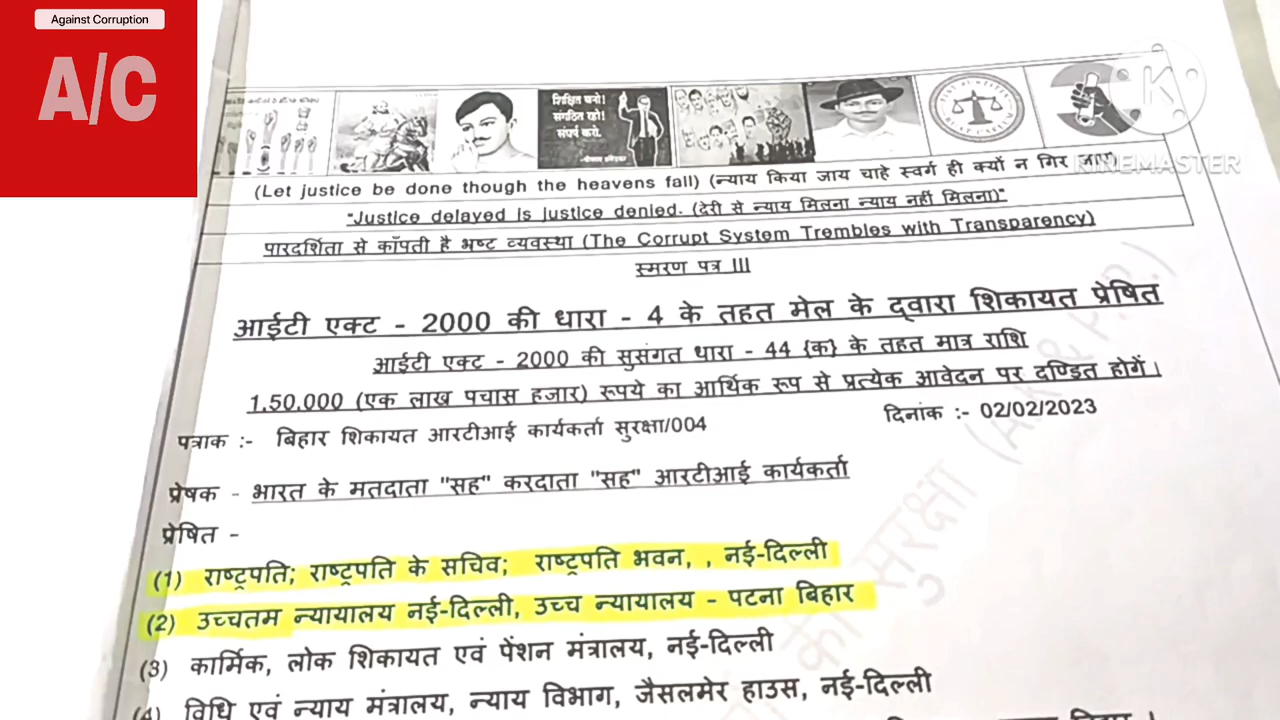 Against Corruption
A/C
शिक्षित बनो!
संगठित रहो!
संघर्ष करो.
K
KINEMASTER
(Let justice be done though the heavens fall) (न्याय किया जाय चाहे स्वर्ग ही क्यों न गिर जाए
"Justice delayed is justice denied. (देरी से न्याय मिलना न्याय नहीं मिलना)"
पारदर्शिता से काँपती है भ्रष्ट व्यवस्था (The Corrupt System Trembles with Transparency)
स्मरण पत्र III
आईटी एक्ट - 2000 की धारा - 4 के तहत मेल के द्वारा शिकायत प्रेषित
आईटी एक्ट - 2000 की सुसंगत धारा - 44 {क} के तहत मात्र राशि
1.50.000 (एक लाख पचास हजार) रूपये का आर्थिक रूप से प्रत्येक आवेदन पर दण्डित होगें।
पत्राक :- बिहार शिकायत आरटीआई कार्यकर्ता सुरक्षा/004
दिनांक :- 02/02/2023
प्रेषक - भारत के मतदाता "सह" करदाता "सह" आरटीआई कार्यकर्ता
प्रेषित -
(1) राष्ट्रपति; राष्ट्रपति के सचिव; राष्ट्रपति भवन, , नई-दिल्ली
(2) उच्चतम न्यायालय नई-दिल्ली, उच्च न्यायालय - पटना बिहार
(3) कार्मिक, लोक शिकायत एवं पेंशन मंत्रालय, नई-दिल्ली
(4) विधि एवं न्याय मंत्रालय, न्याय विभाग, जैसलमेर हाउस, नई-दिल्ली
की सुरक्षा (A.K & P.P.)